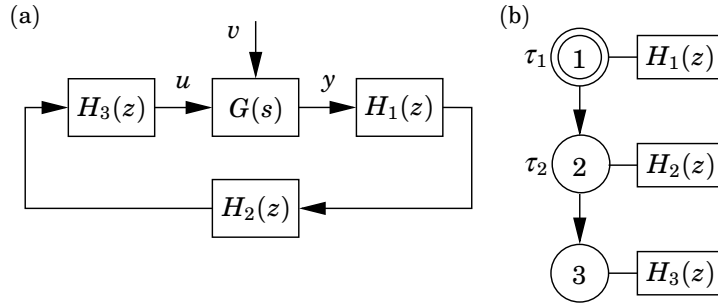 (a)
v
H₃(z)
u
G(s)
y
H₁(z)
H₂(z)
(b)
τ₁
1
H₁(z)
τ₂
2
H₂(z)
3
H₃(z)